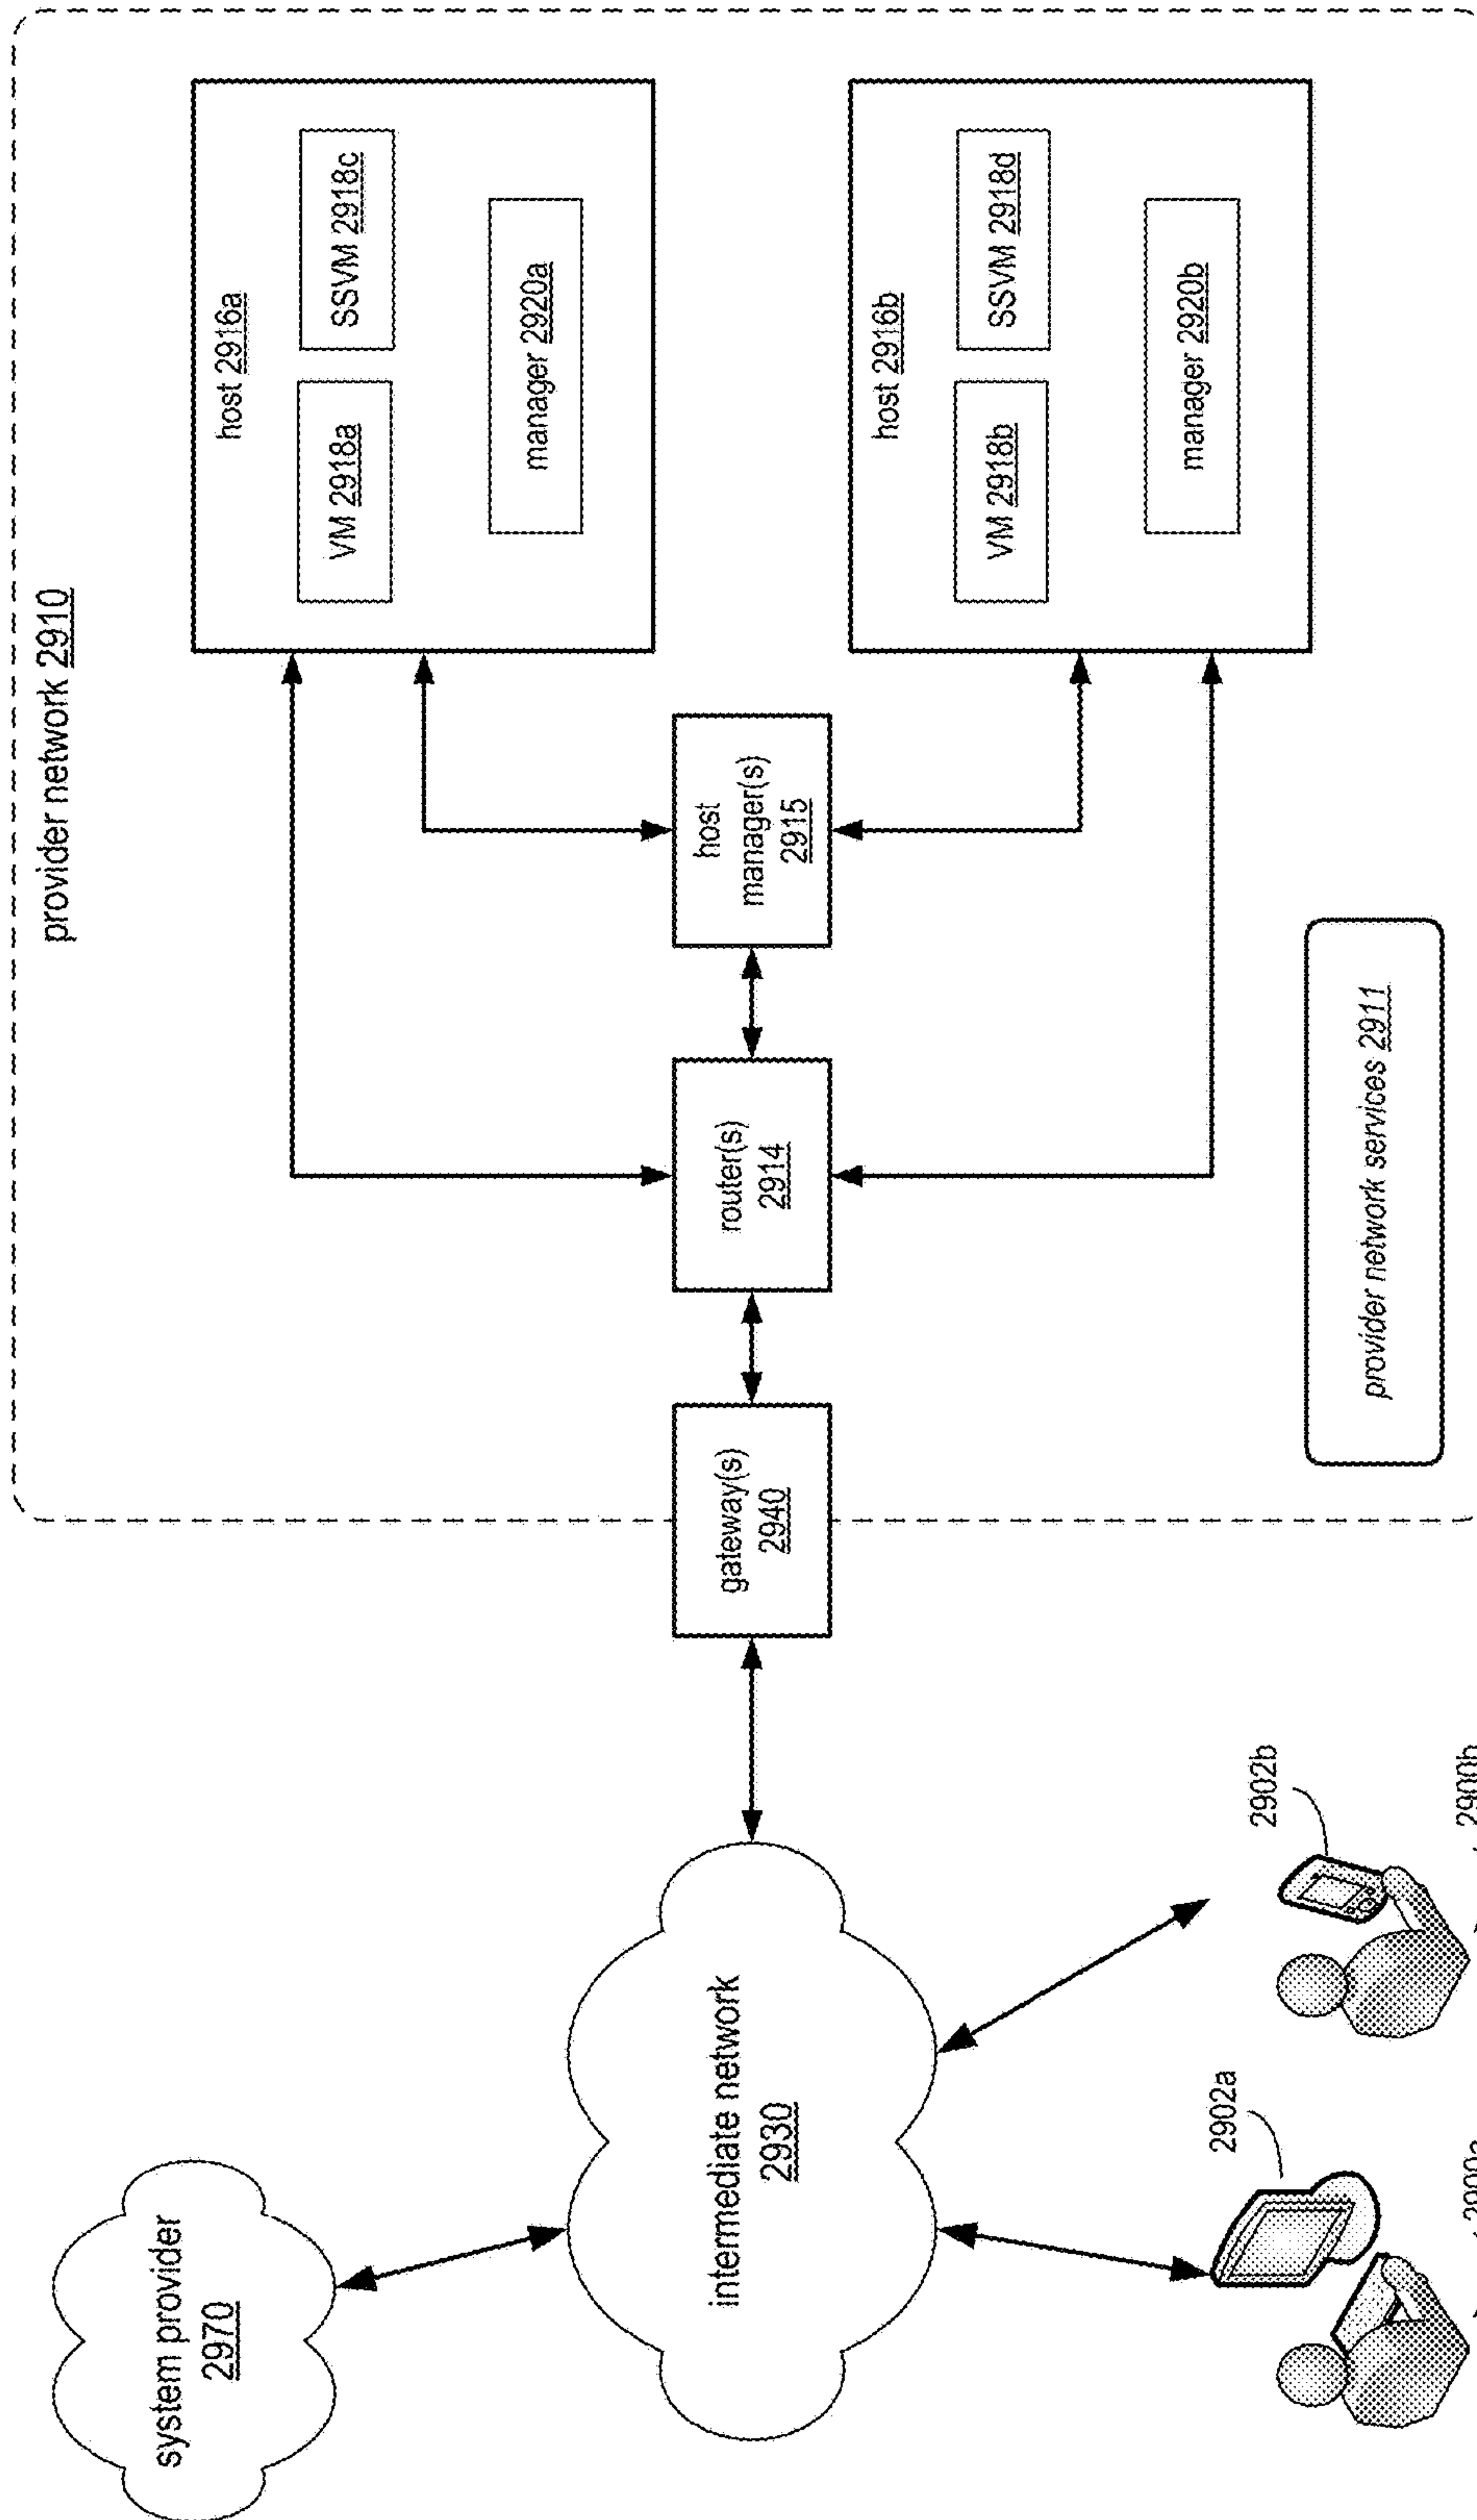 provider network 2910
host 2916a
VM 2918a
SSVM 2918c
manager 2920a
system provider
2970
intermediate network
2930
gateway(s)
2940
router(s)
2914
host
manager(s)
2915
host 2916b
VM 2918b
SSVM 2918d
manager 2920b
provider network services 2911
2902a
2902b
2900b